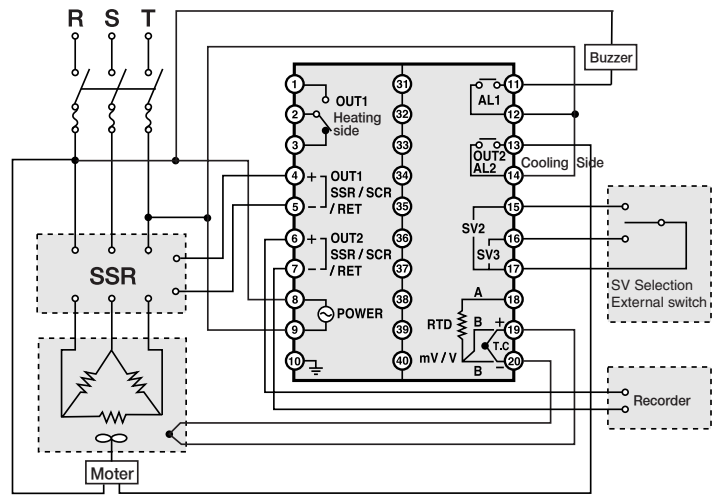 R S T
Buzzer
1 31 11
OUT1 AL1
2 Heating 32 12
side
3 33 13
OUT2 Cooling Side
AL2
4 + OUT1 34 14
SSR / SCR
5 − / RET 35 15
SV2
6 + OUT2 36 16
SSR / SCR SV3
7 − / RET 37 17
SSR
SV Selection
External switch
8 POWER 38 A 18
RTD B +
9 39 19
T.C
10 mV / V 40 B − 20
Recorder
Moter